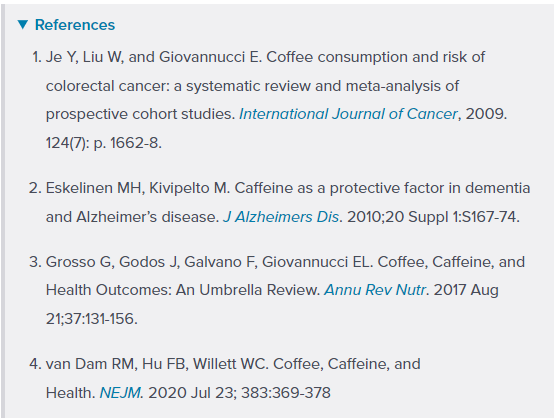 ▼ References
1. Je Y, Liu W, and Giovannucci E. Coffee consumption and risk of
colorectal cancer: a systematic review and meta-analysis of
prospective cohort studies. International Journal of Cancer, 2009.
124(7): p. 1662-8.
2. Eskelinen MH, Kivipelto M. Caffeine as a protective factor in dementia
and Alzheimer’s disease. J Alzheimers Dis. 2010;20 Suppl 1:S167-74.
3. Grosso G, Godos J, Galvano F, Giovannucci EL. Coffee, Caffeine, and
Health Outcomes: An Umbrella Review. Annu Rev Nutr. 2017 Aug
21;37:131-156.
4. van Dam RM, Hu FB, Willett WC. Coffee, Caffeine, and
Health. NEJM. 2020 Jul 23; 383:369-378